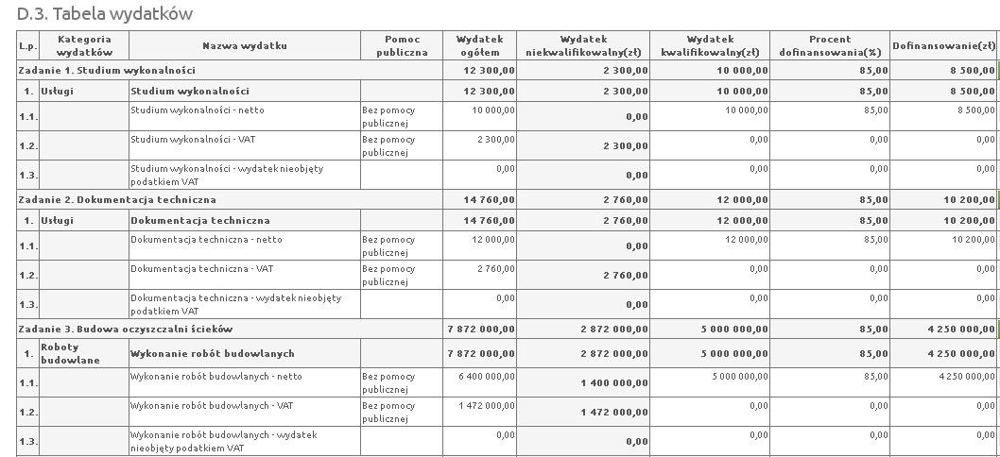 D.3. Tabela wydatków
L.p. Kategoria wydatków Nazwa wydatku Pomoc publiczna Wydatek ogółem Wydatek niekwalifikowalny(zł) Wydatek kwalifikowalny(zł) Procent dofinansowania(%) Dofinansowanie(zł)
Zadanie 1. Studium wykonalności 12 300,00 2 300,00 10 000,00 85,00 8 500,00
1. Usługi Studium wykonalności 12 300,00 2 300,00 10 000,00 85,00 8 500,00
1.1. Studium wykonalności - netto Bez pomocy publicznej 10 000,00 0,00 10 000,00 85,00 8 500,00
1.2. Studium wykonalności - VAT Bez pomocy publicznej 2 300,00 2 300,00 0,00 0,00 0,00
1.3. Studium wykonalności - wydatek nieobjęty podatkiem VAT 0,00 0,00 0,00 0,00 0,00
Zadanie 2. Dokumentacja techniczna 14 760,00 2 760,00 12 000,00 85,00 10 200,00
1. Usługi Dokumentacja techniczna 14 760,00 2 760,00 12 000,00 85,00 10 200,00
1.1. Dokumentacja techniczna - netto Bez pomocy publicznej 12 000,00 0,00 12 000,00 85,00 10 200,00
1.2. Dokumentacja techniczna - VAT Bez pomocy publicznej 2 760,00 2 760,00 0,00 0,00 0,00
1.3. Dokumentacja techniczna - wydatek nieobjęty podatkiem VAT 0,00 0,00 0,00 0,00 0,00
Zadanie 3. Budowa oczyszczalni ścieków 7 872 000,00 2 872 000,00 5 000 000,00 85,00 4 250 000,00
1. Roboty budowlane Wykonanie robót budowlanych 7 872 000,00 2 872 000,00 5 000 000,00 85,00 4 250 000,00
1.1. Wykonanie robót budowlanych - netto Bez pomocy publicznej 6 400 000,00 1 400 000,00 5 000 000,00 85,00 4 250 000,00
1.2. Wykonanie robót budowlanych - VAT Bez pomocy publicznej 1 472 000,00 1 472 000,00 0,00 0,00 0,00
1.3. Wykonanie robót budowlanych - wydatek nieobjęty podatkiem VAT 0,00 0,00 0,00 0,00 0,00